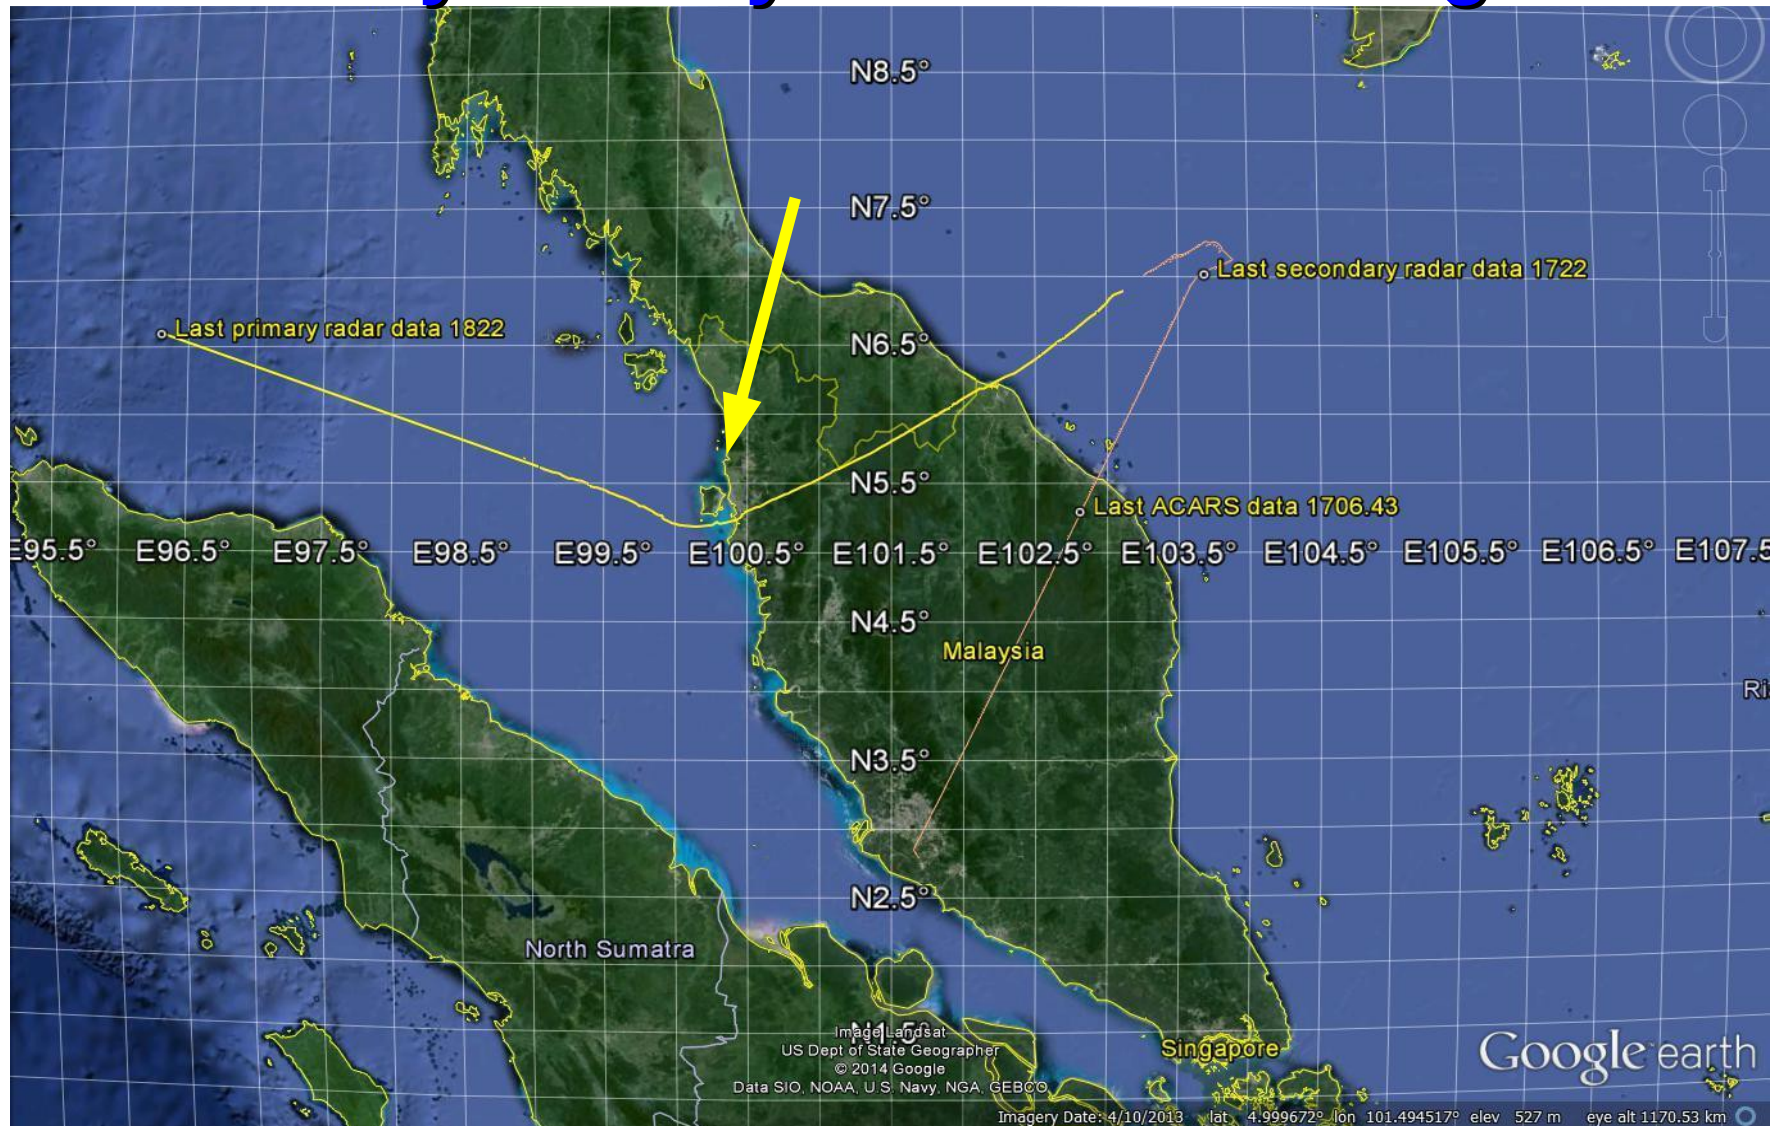 N8.5°
N7.5°
Last secondary radar data 1722
Last primary radar data 1822
N6.5°
N5.5°
Last ACARS data 1706.43
E95.5° E96.5° E97.5° E98.5° E99.5° E100.5° E101.5° E102.5° E103.5° E104.5° E105.5° E106.5° E107.5
N4.5°
Malaysia
N3.5°
N2.5°
North Sumatra
N1.5°
Image Landsat
US Dept of State Geographer
© 2014 Google
Data SIO, NOAA, U.S. Navy, NGA, GEBCO
Singapore
Google earth
Imagery Date: 4/10/2013 lat 4.999672° lon 101.494517° elev 527 m eye alt 1170.53 km